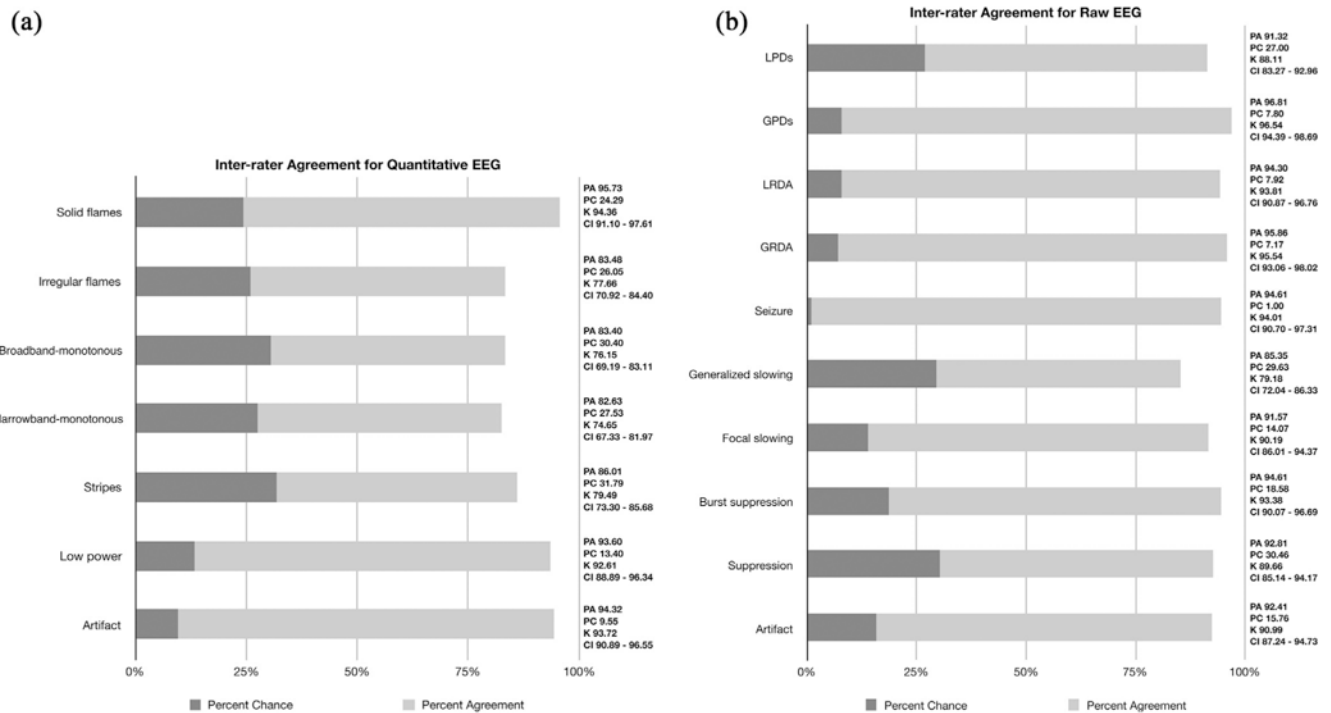 (a)
Inter-rater Agreement for Quantitative EEG
Solid flames
PA 95.73
PC 24.29
K 94.36
CI 91.10 - 97.61
Irregular flames
PA 83.48
PC 26.05
K 77.66
CI 70.92 - 84.40
Broadband-monotonous
PA 83.40
PC 30.40
K 76.15
CI 69.19 - 83.11
Narrowband-monotonous
PA 82.63
PC 27.53
K 74.65
CI 67.33 - 81.97
Stripes
PA 86.01
PC 31.79
K 79.49
CI 73.30 - 85.68
Low power
PA 93.60
PC 13.40
K 92.61
CI 88.89 - 96.34
Artifact
PA 94.32
PC 9.55
K 93.72
CI 90.89 - 96.55
0% 25% 50% 75% 100%
Percent Chance Percent Agreement
(b)
Inter-rater Agreement for Raw EEG
LPDs
PA 91.32
PC 27.00
K 88.11
CI 83.27 - 92.96
GPDs
PA 96.81
PC 7.80
K 96.54
CI 94.39 - 98.69
LRDA
PA 94.30
PC 7.92
K 93.81
CI 90.87 - 96.76
GRDA
PA 95.86
PC 7.17
K 95.54
CI 93.06 - 98.02
Seizure
PA 94.61
PC 1.00
K 94.01
CI 90.70 - 97.31
Generalized slowing
PA 85.35
PC 29.63
K 79.18
CI 72.04 - 86.33
Focal slowing
PA 91.57
PC 14.07
K 90.19
CI 86.01 - 94.37
Burst suppression
PA 94.61
PC 18.58
K 93.38
CI 90.07 - 96.69
Suppression
PA 92.81
PC 30.46
K 89.66
CI 85.14 - 94.17
Artifact
PA 92.41
PC 15.76
K 90.99
CI 87.24 - 94.73
0% 25% 50% 75% 100%
Percent Chance Percent Agreement